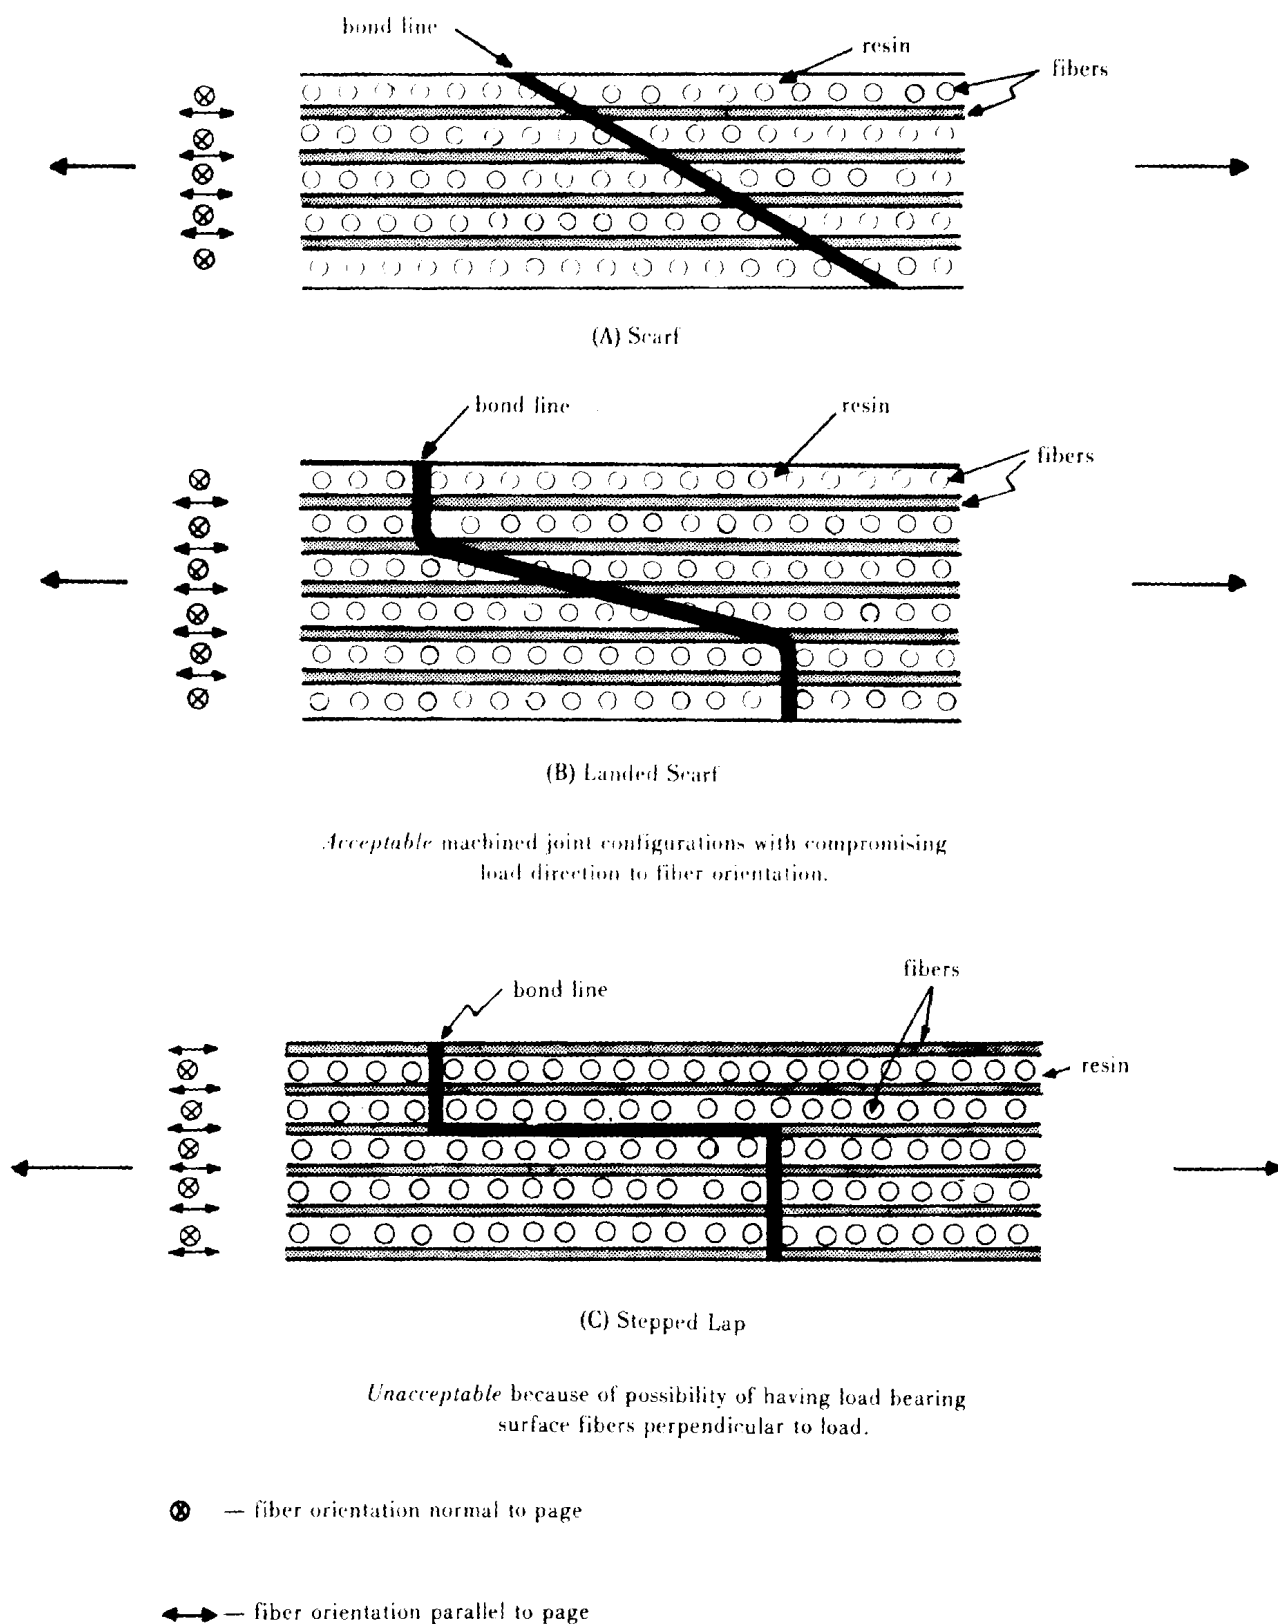 bond line
resin
fibers
(A) Scarf
bond line
resin
fibers
(B) Landed Scarf
Acceptable machined joint configurations with compromising
load direction to fiber orientation.
fibers
bond line
resin
(C) Stepped Lap
Unacceptable because of possibility of having load bearing
surface fibers perpendicular to load.
— fiber orientation normal to page
— fiber orientation parallel to page